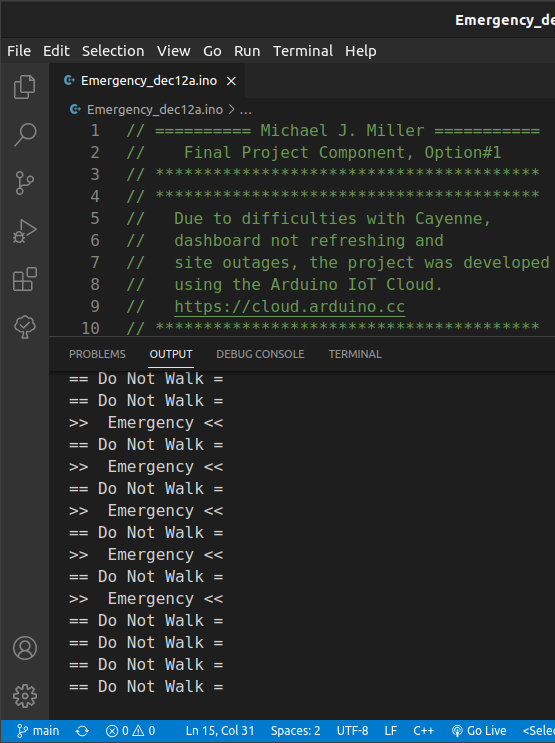 Emergency_dec
File Edit Selection View Go Run Terminal Help
Emergency_dec12a.ino ×
Emergency_dec12a.ino > ...
1 // ========== Michael J. Miller ===========
2 //    Final Project Component, Option#1
3 // ****************************************
4 // ****************************************
5 //   Due to difficulties with Cayenne,
6 //   dashboard not refreshing and
7 //   site outages, the project was developed
8 //   using the Arduino IoT Cloud.
9 //   https://cloud.arduino.cc
10 // ****************************************
PROBLEMS OUTPUT DEBUG CONSOLE TERMINAL
== Do Not Walk =
== Do Not Walk =
>>  Emergency <<
== Do Not Walk =
>>  Emergency <<
== Do Not Walk =
>>  Emergency <<
== Do Not Walk =
>>  Emergency <<
== Do Not Walk =
>>  Emergency <<
== Do Not Walk =
== Do Not Walk =
== Do Not Walk =
== Do Not Walk =
main 0 0 Ln 15, Col 31 Spaces: 2 UTF-8 LF C++ Go Live <Selec